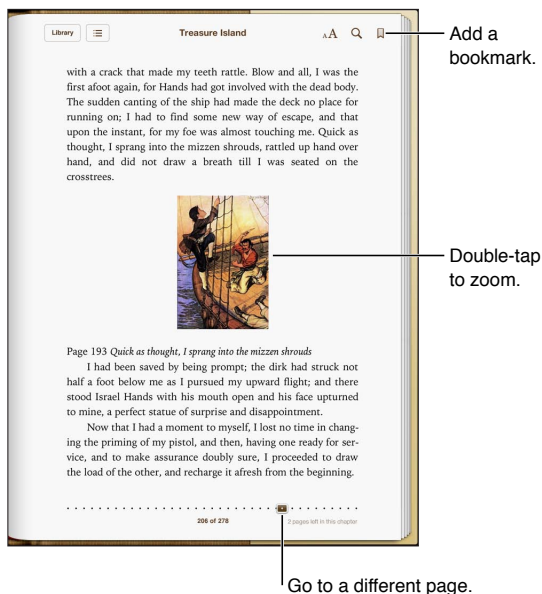 Library
Treasure Island
AA
Add a
bookmark.
with a crack that made my teeth rattle. Blow and all, I was the
first afoot again, for Hands had got involved with the dead body.
The sudden canting of the ship had made the deck no place for
running on; I had to find some new way of escape, and that
upon the instant, for my foe was almost touching me. Quick as
thought, I sprang into the mizzen shrouds, rattled up hand over
hand, and did not draw a breath till I was seated on the
crosstrees.
Double-tap
to zoom.
Page 193 Quick as thought, I sprang into the mizzen shrouds
I had been saved by being prompt; the dirk had struck not
half a foot below me as I pursued my upward flight; and there
stood Israel Hands with his mouth open and his face upturned
to mine, a perfect statue of surprise and disappointment.
Now that I had a moment to myself, I lost no time in chang-
ing the priming of my pistol, and then, having one ready for ser-
vice, and to make assurance doubly sure, I proceeded to draw
the load of the other, and recharge it afresh from the beginning.
206 of 278
2 pages left in this chapter
Go to a different page.